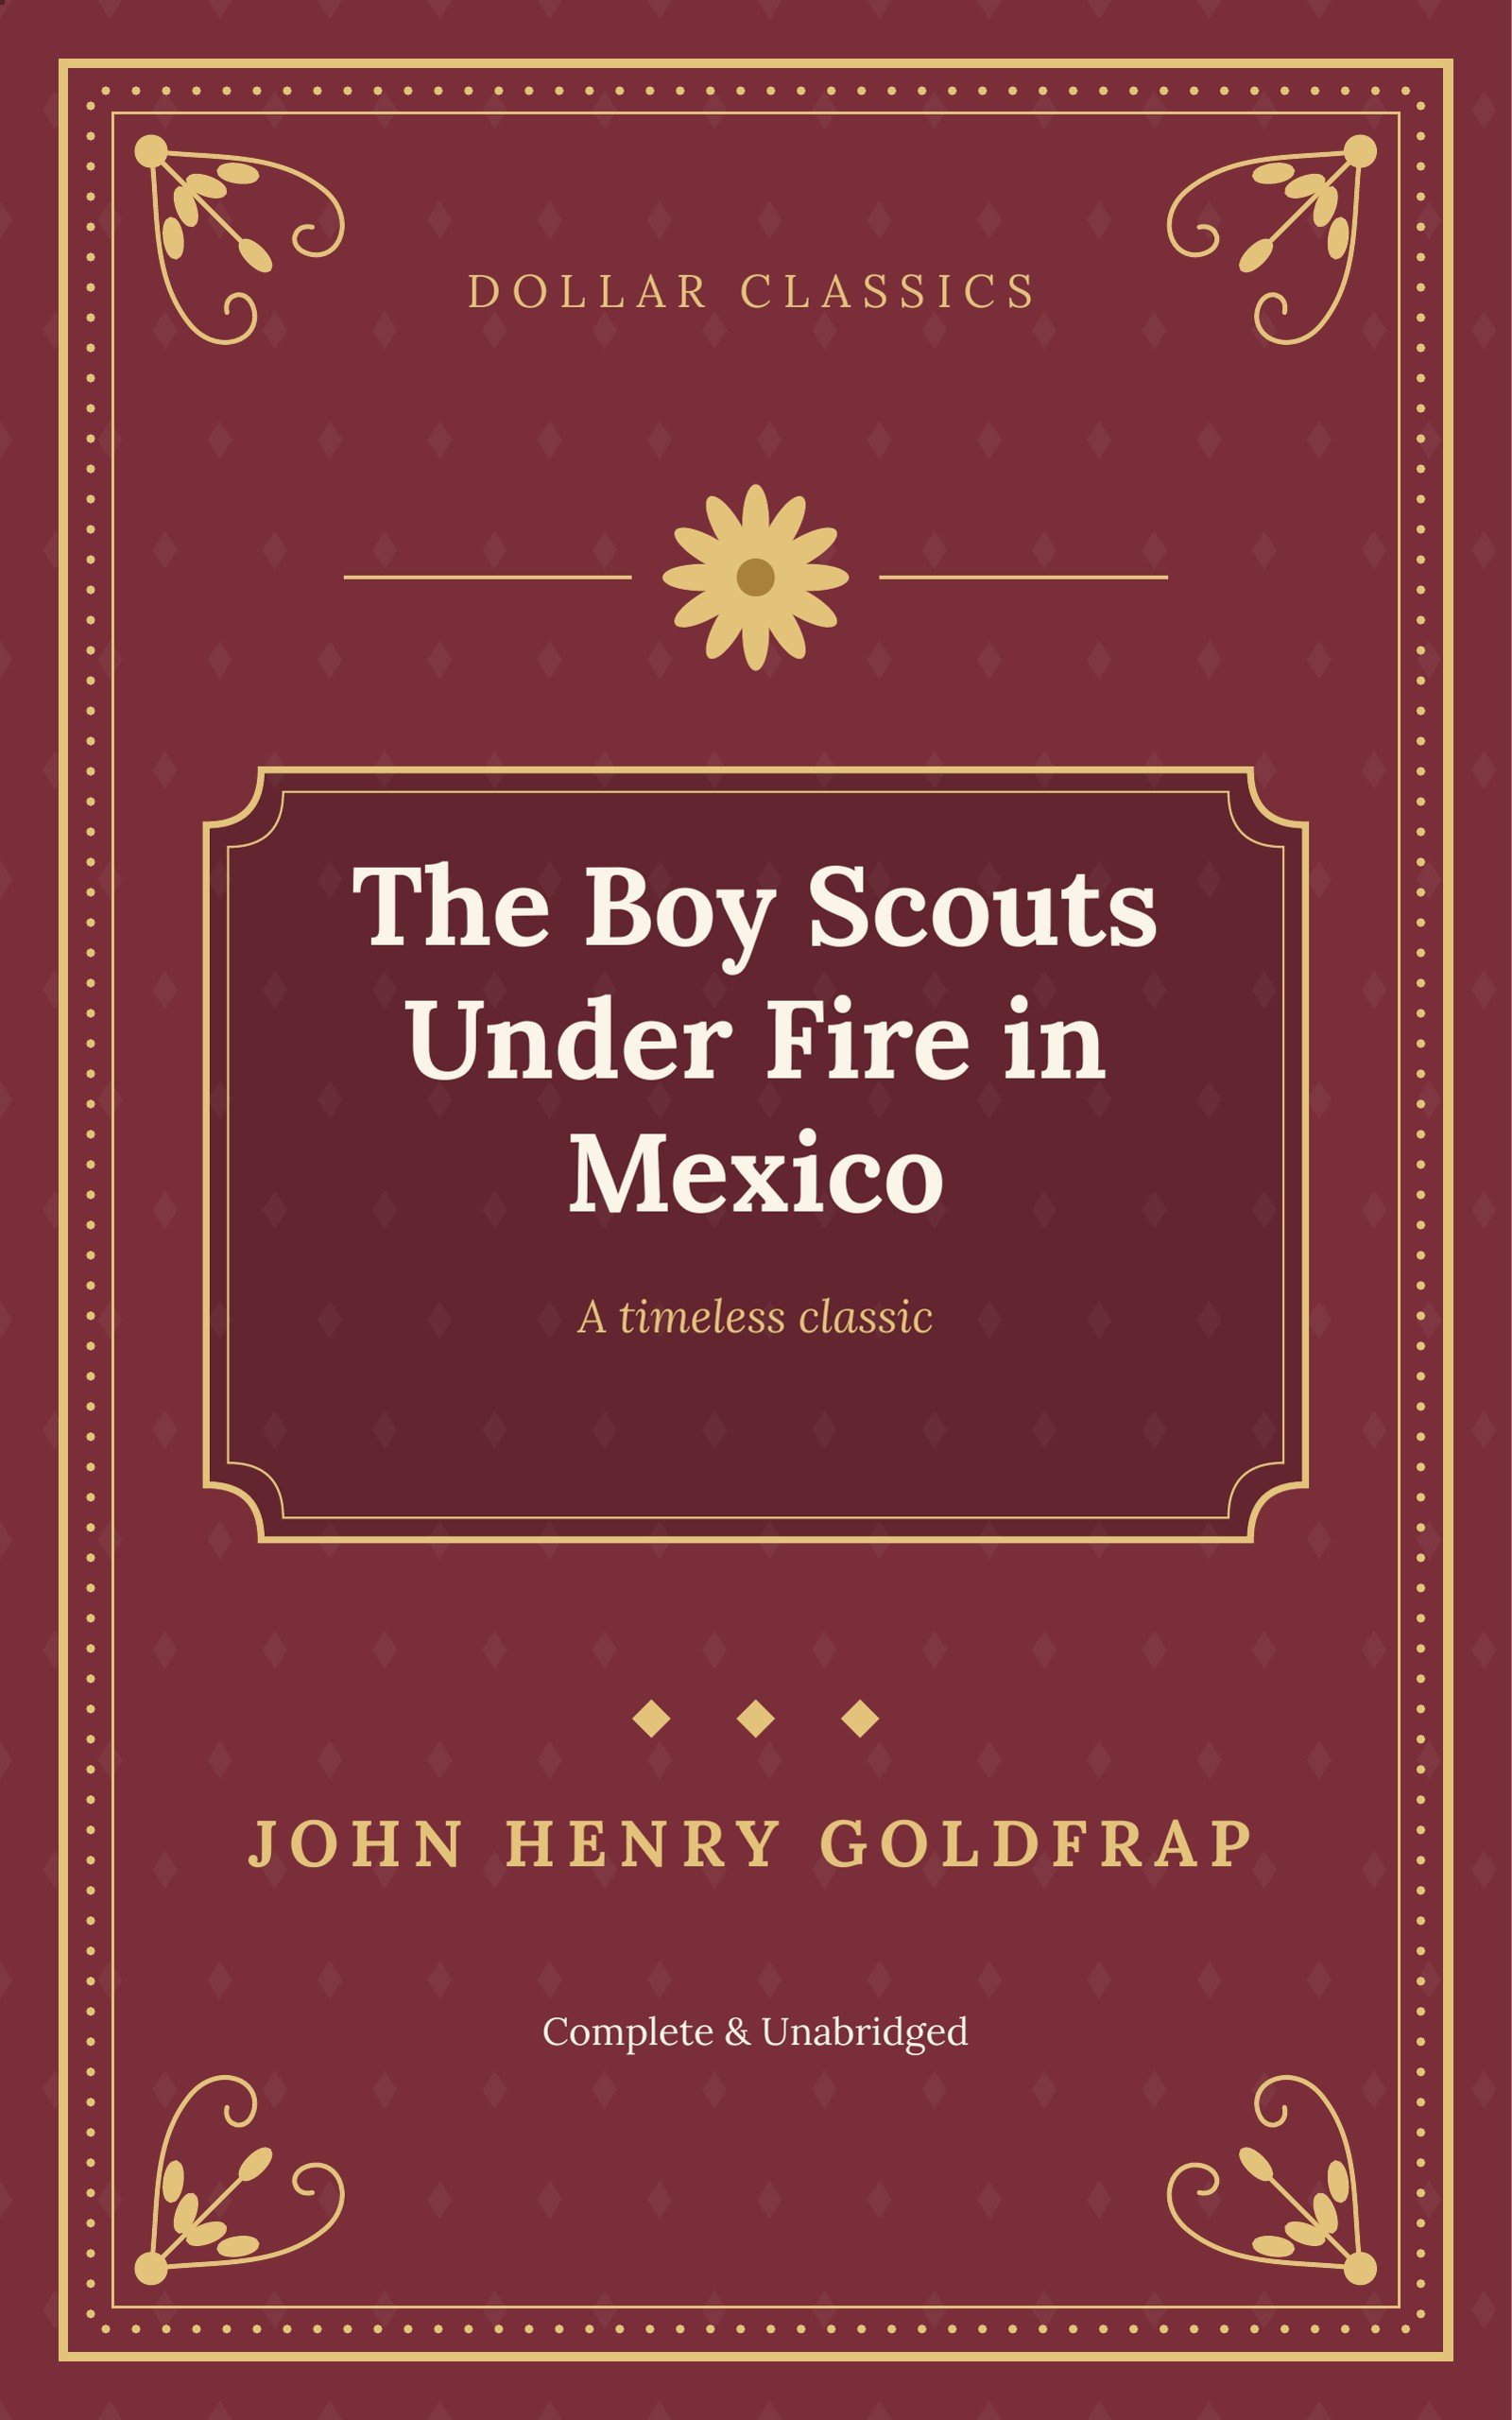 DOLLAR CLASSICS
The Boy Scouts
Under Fire in
Mexico
A timeless classic
JOHN HENRY GOLDFRAP
Complete & Unabridged